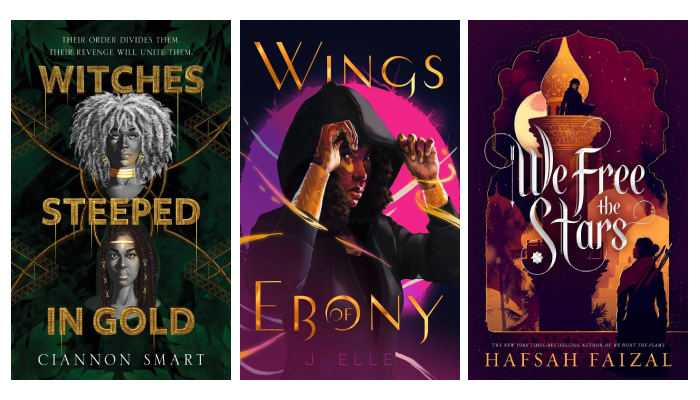 THEIR ORDER DIVIDES THEM.
THEIR REVENGE WILL UNITE THEM.
WITCHES
STEEPED
IN GOLD
CIANNON SMART
WINGS
OF
EBONY
J. ELLE
We Free
the
Stars
THE NEW YORK TIMES-BESTSELLING AUTHOR OF WE HUNT THE FLAME
HAFSAH FAIZAL